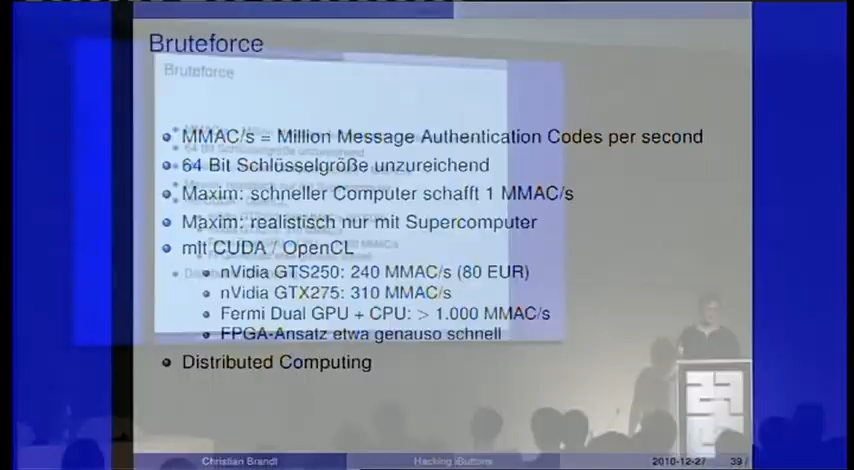 Bruteforce
Bruteforce
MMAC/s = Million Message Authentication Codes per second
64 Bit Schlüsselgröße unzureichend
Maxim: schneller Computer schafft 1 MMAC/s
Maxim: realistisch nur mit Supercomputer
mit CUDA / OpenCL
nVidia GTS250: 240 MMAC/s (80 EUR)
nVidia GTX275: 310 MMAC/s
Fermi Dual GPU + CPU: > 1.000 MMAC/s
FPGA-Ansatz etwa genauso schnell
Distributed Computing
Christian Brandt
Hacking iButtons
2010-12-27
39 /